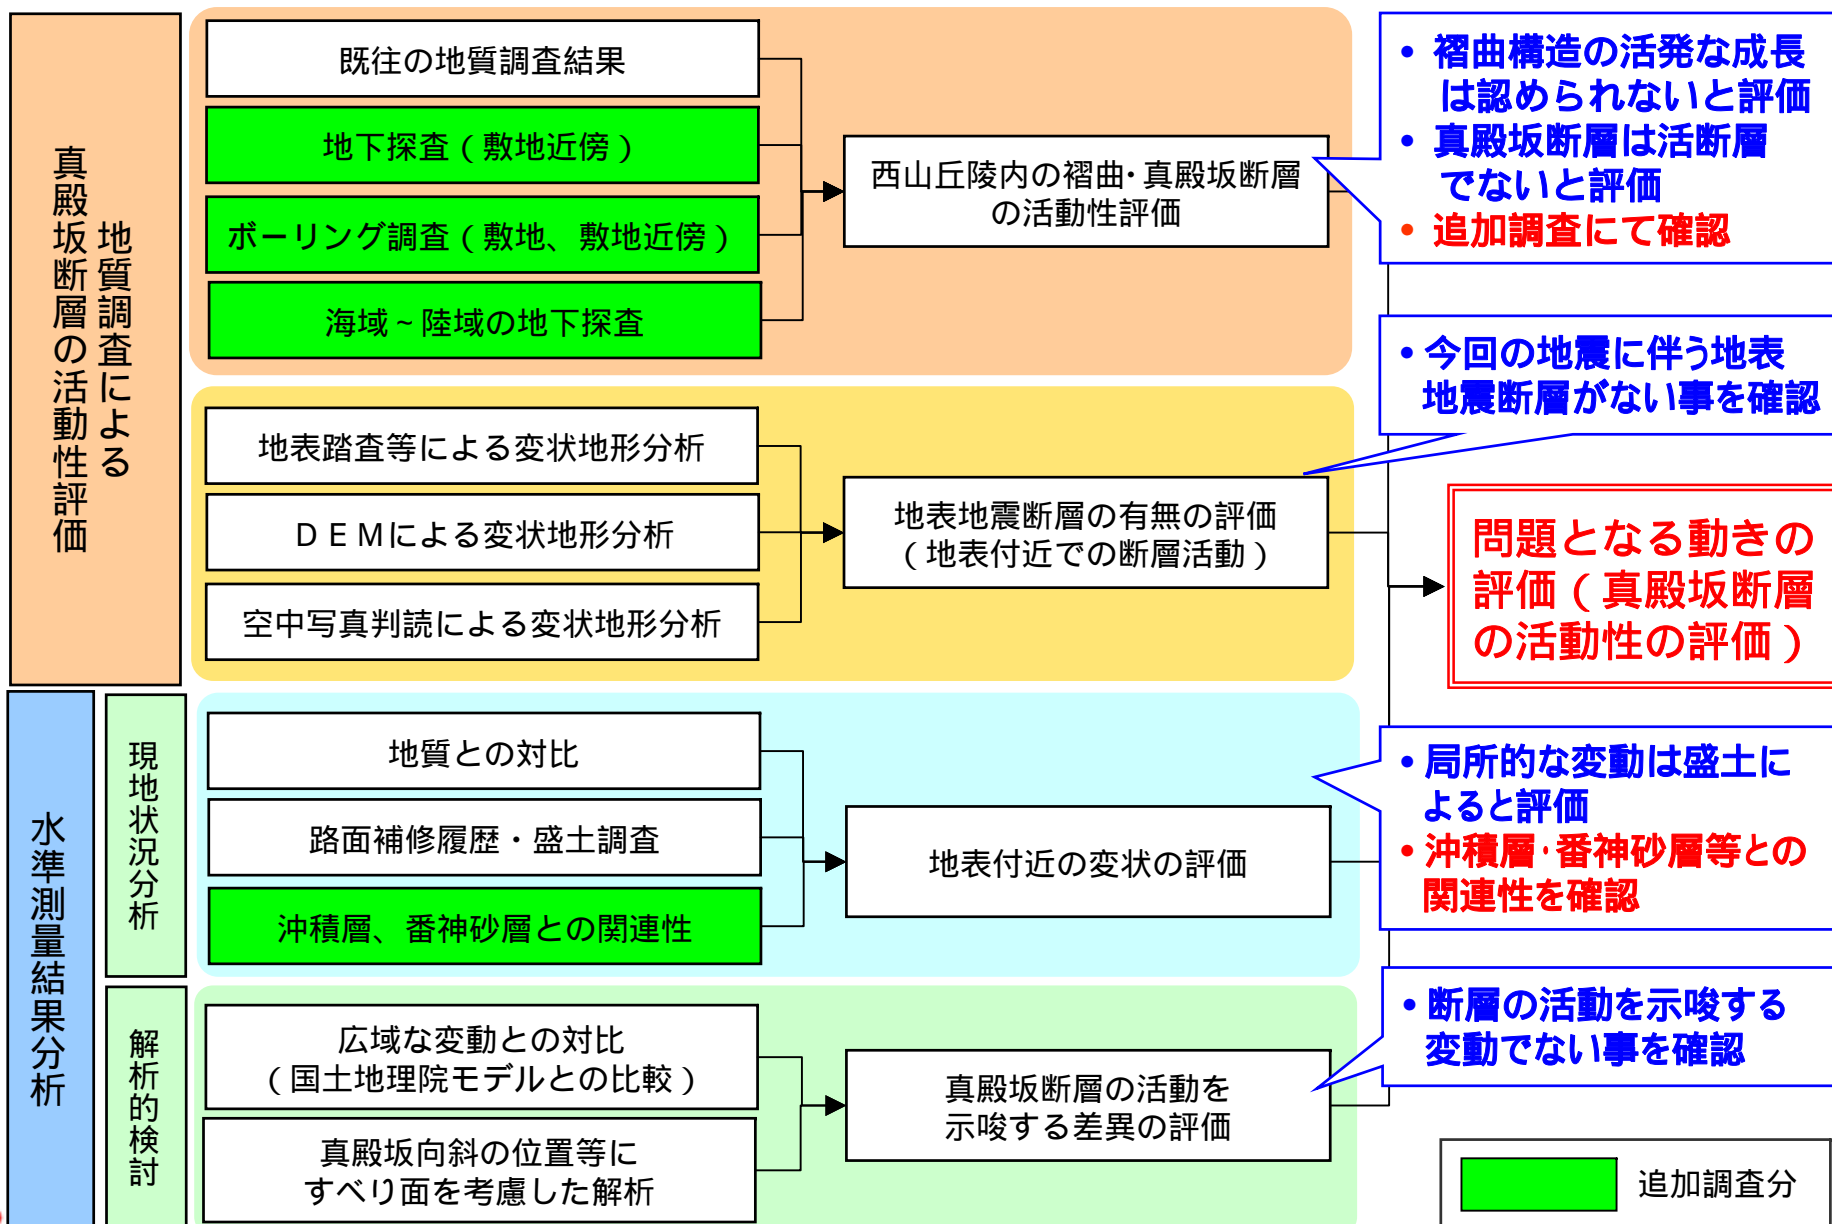 地質調査による
真殿坂断層の活動性評価
既往の地質調査結果
地下探査（敷地近傍）
ボーリング調査（敷地、敷地近傍）
海域～陸域の地下探査
西山丘陵内の褶曲・真殿坂断層
の活動性評価
• 褶曲構造の活発な成長
は認められないと評価
• 真殿坂断層は活断層
でないと評価
• 追加調査にて確認
地表踏査等による変状地形分析
ＤＥＭによる変状地形分析
空中写真判読による変状地形分析
地表地震断層の有無の評価
（地表付近での断層活動）
• 今回の地震に伴う地表
地震断層がない事を確認
問題となる動きの
評価（真殿坂断層
の活動性の評価）
水準測量結果分析
現地状況分析
地質との対比
路面補修履歴・盛土調査
沖積層、番神砂層との関連性
地表付近の変状の評価
• 局所的な変動は盛土に
よると評価
• 沖積層・番神砂層等との
関連性を確認
解析的検討
広域な変動との対比
（国土地理院モデルとの比較）
真殿坂向斜の位置等に
すべり面を考慮した解析
真殿坂断層の活動を
示唆する差異の評価
• 断層の活動を示唆する
変動でない事を確認
追加調査分